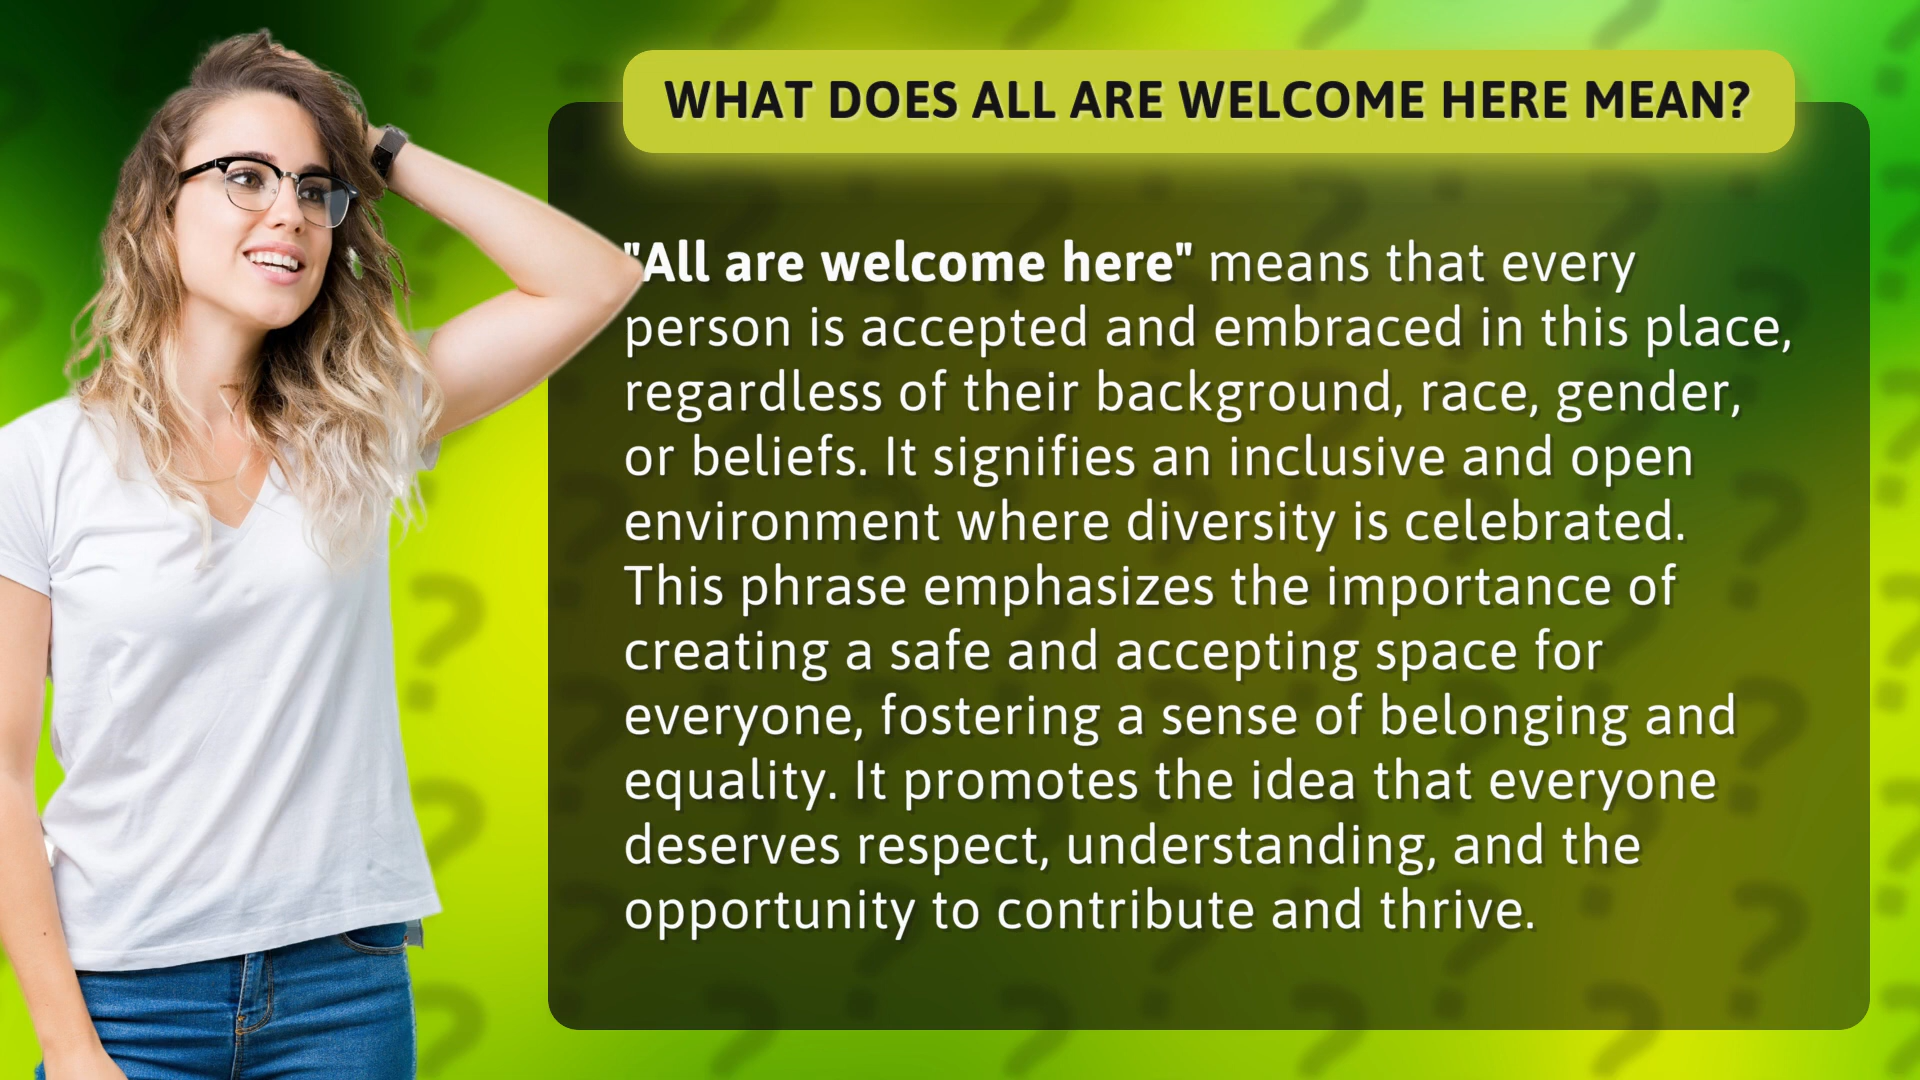 WHAT DOES ALL ARE WELCOME HERE MEAN?
"All are welcome here" means that every
person is accepted and embraced in this place,
regardless of their background, race, gender,
or beliefs. It signifies an inclusive and open
environment where diversity is celebrated.
This phrase emphasizes the importance of
creating a safe and accepting space for
everyone, fostering a sense of belonging and
equality. It promotes the idea that everyone
deserves respect, understanding, and the
opportunity to contribute and thrive.